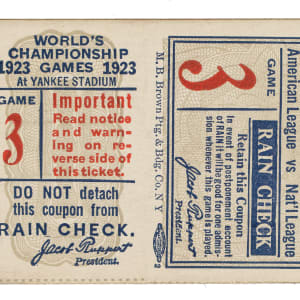 WORLD'S
CHAMPIONSHIP
1923 GAMES 1923
At YANKEE STADIUM
GAME
3
Important
Read notice
and warn-
ing on re-
verse side of
this ticket.
DO NOT detach
this coupon from
RAIN CHECK.
Jacob Ruppert
President.
M. B. Brown Ptg. & Bdg. Co. N Y
2
American League vs Nat'l League
GAME
3
RAIN CHECK
Retain this Coupon
In event of postponement account
of RAIN it will be good for one admis-
sion whenever this game is played.
Jacob Ruppert
President.